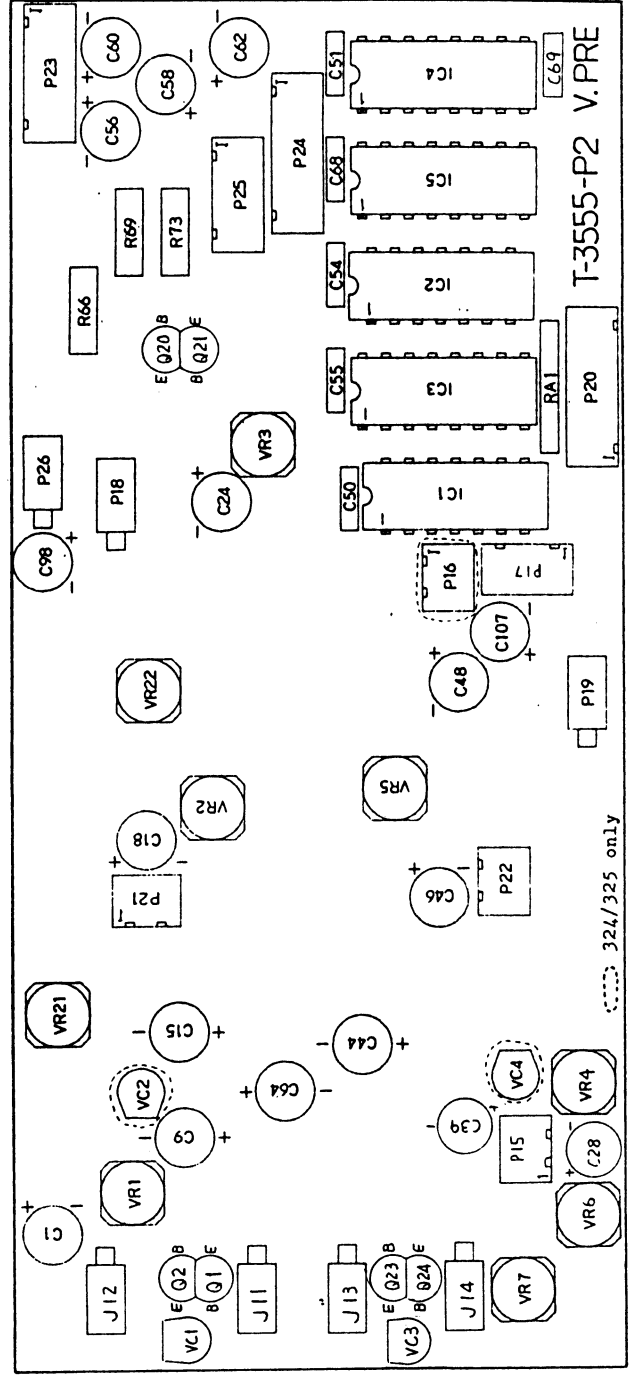 P23
C60
C62
C58
C56
P24
P25
C51
IC4
C69
C68
IC5
T-3555-P2 V.PRE
R69
R73
R66
C54
IC2
B
E
Q20
Q21
E
B
C55
IC3
RA1
P20
VR3
P26
P18
C24
C50
IC1
C98
P16
P17
C107
C48
P19
VR22
VR2
VR5
C18
P21
C46
P22
324/325 only
VR21
C15
C44
VC2
C64
VC4
VR4
C9
C39
P15
C28
VR1
VR6
C1
J12
B
E
Q2
Q1
E
B
J11
J13
B
E
Q23
Q24
E
B
J14
VR7
VC1
VC3